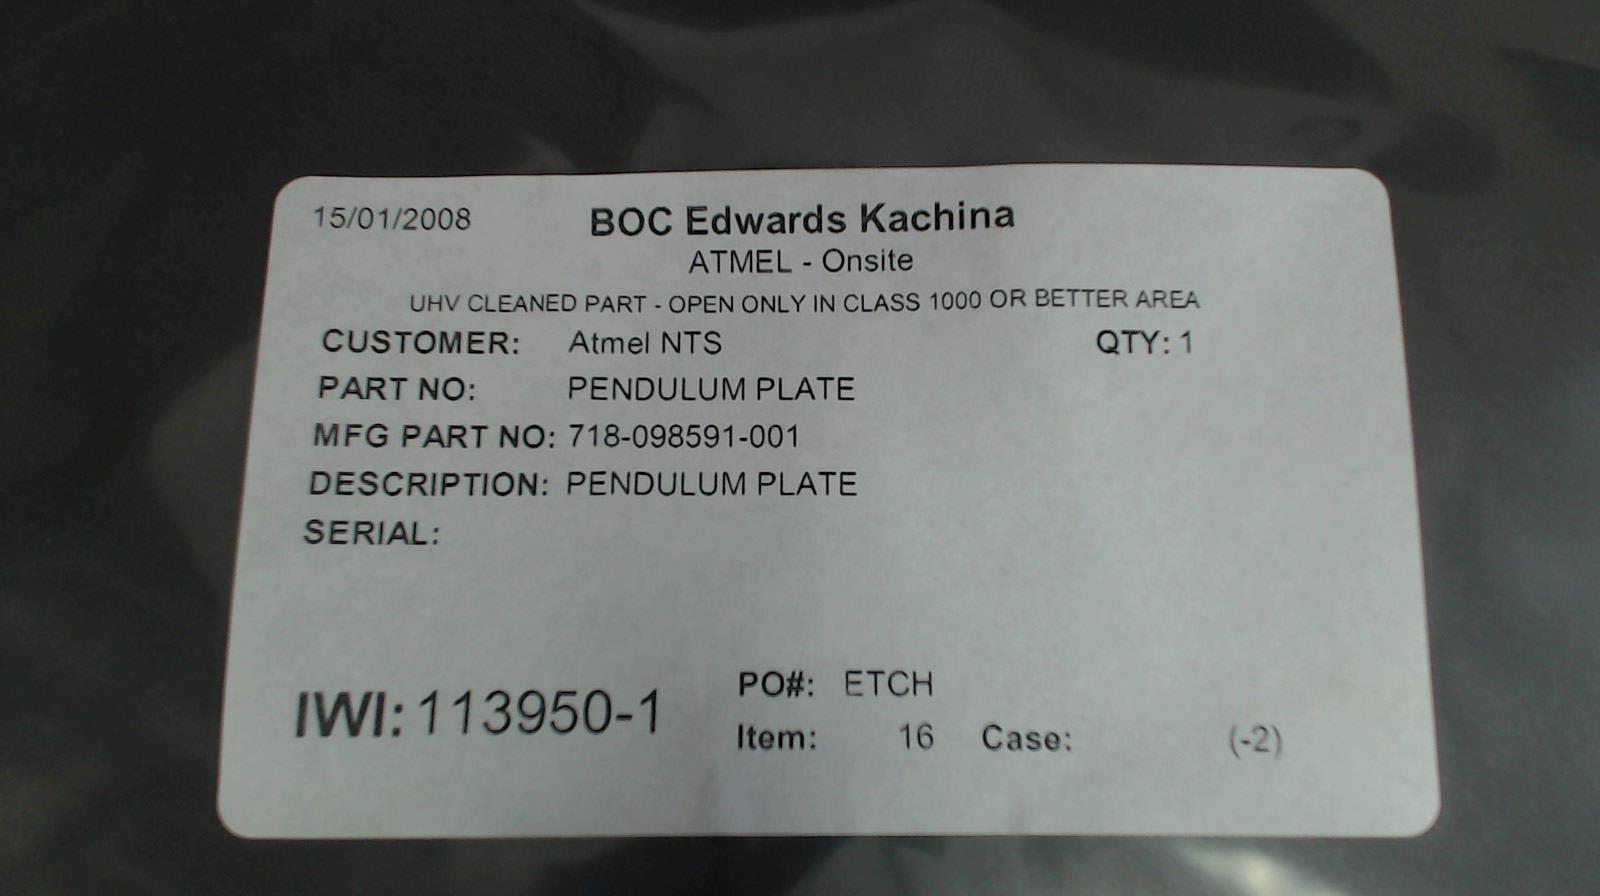 15/01/2008 BOC Edwards Kachina
ATMEL - Onsite
UHV CLEANED PART - OPEN ONLY IN CLASS 1000 OR BETTER AREA
CUSTOMER: Atmel NTS QTY: 1
PART NO: PENDULUM PLATE
MFG PART NO: 718-098591-001
DESCRIPTION: PENDULUM PLATE
SERIAL:
PO#: ETCH
IWI: 113950-1
Item: 16 Case: (-2)